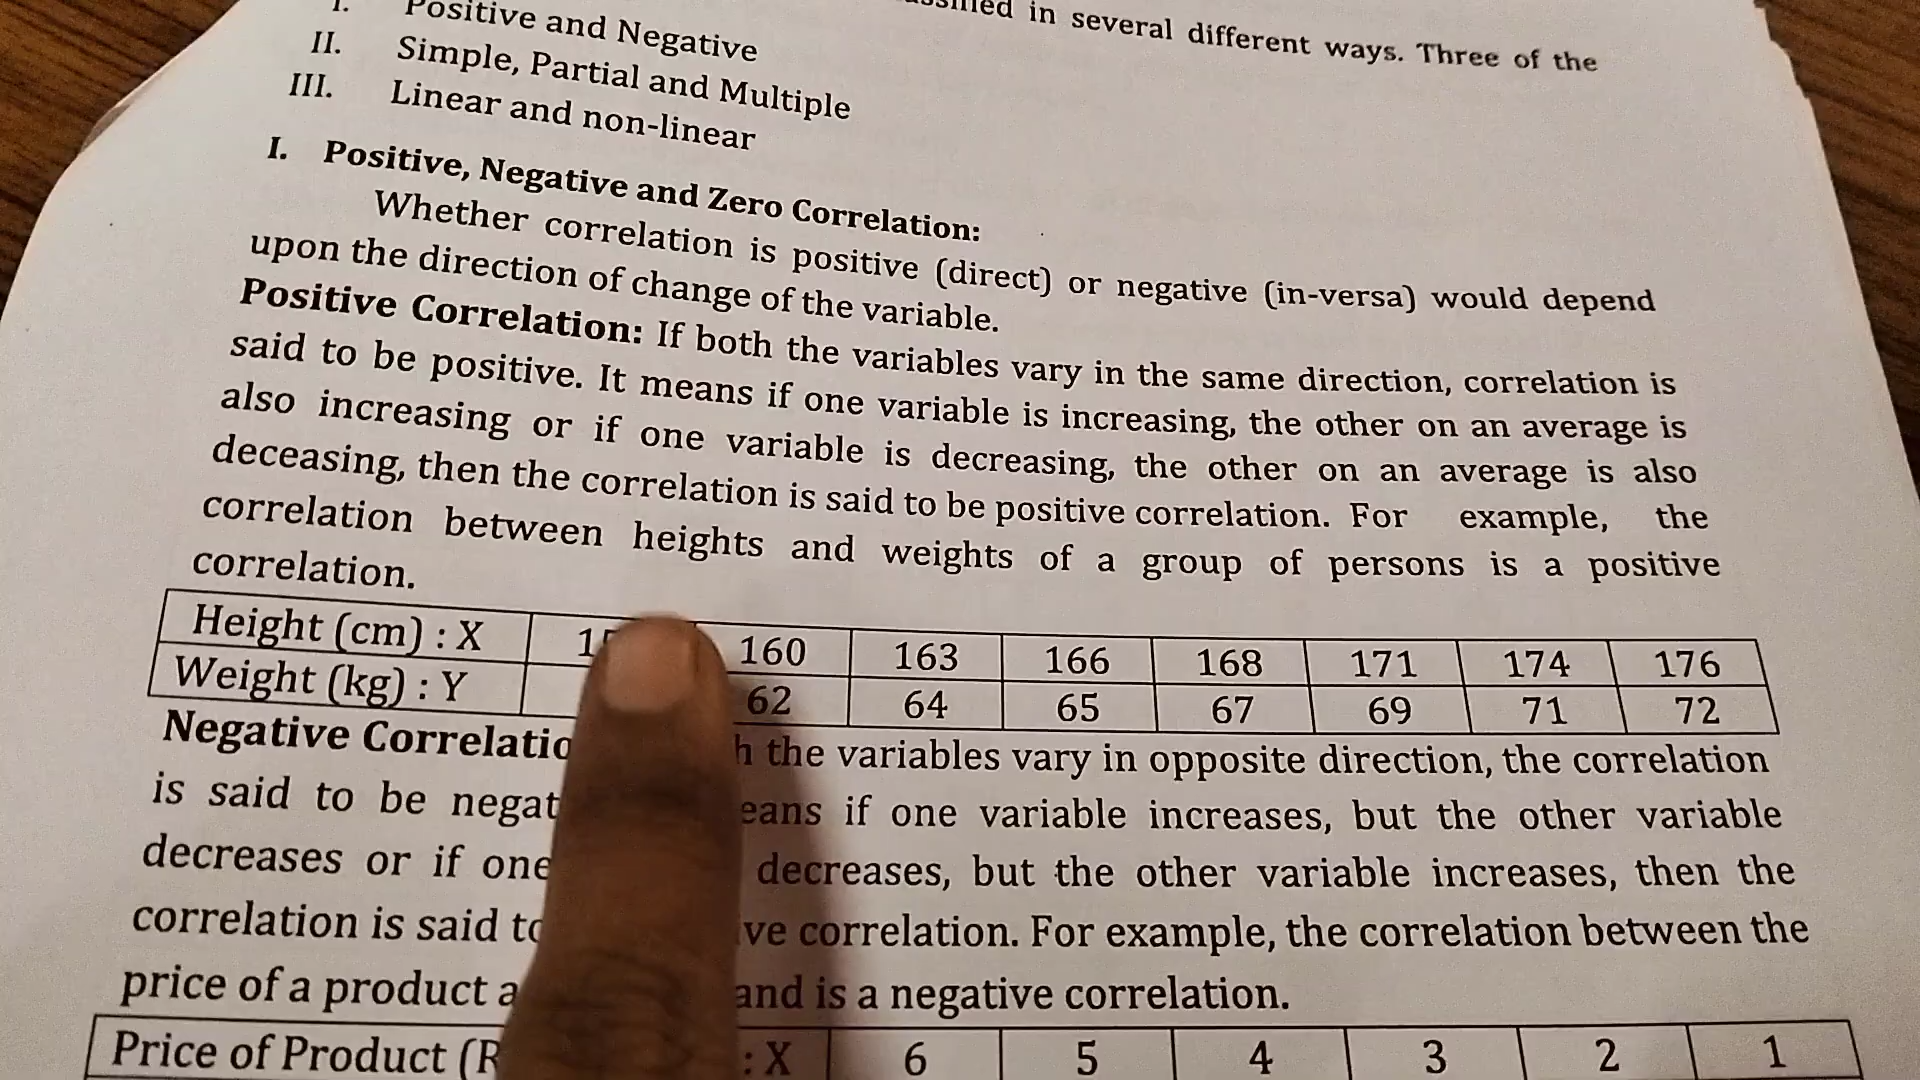 in several different ways. Three of the
I. Positive and Negative
II. Simple, Partial and Multiple
III. Linear and non-linear
I. Positive, Negative and Zero Correlation:
Whether correlation is positive (direct) or negative (in-versa) would depend
upon the direction of change of the variable.
Positive Correlation: If both the variables vary in the same direction, correlation is
said to be positive. It means if one variable is increasing, the other on an average is
also increasing or if one variable is decreasing, the other on an average is also
deceasing, then the correlation is said to be positive correlation. For example, the
correlation between heights and weights of a group of persons is a positive
correlation.
Height (cm) : X 160 163 166 168 171 174 176
Weight (kg) : Y 62 64 65 67 69 71 72
Negative the variables vary in opposite direction, the correlation
is said to be if one variable increases, but the other variable
decreases or if one decreases, but the other variable increases, then the
correlation is said correlation. For example, the correlation between the
price of a product is a negative correlation.
Price of Product : X 6 5 4 3 2 1